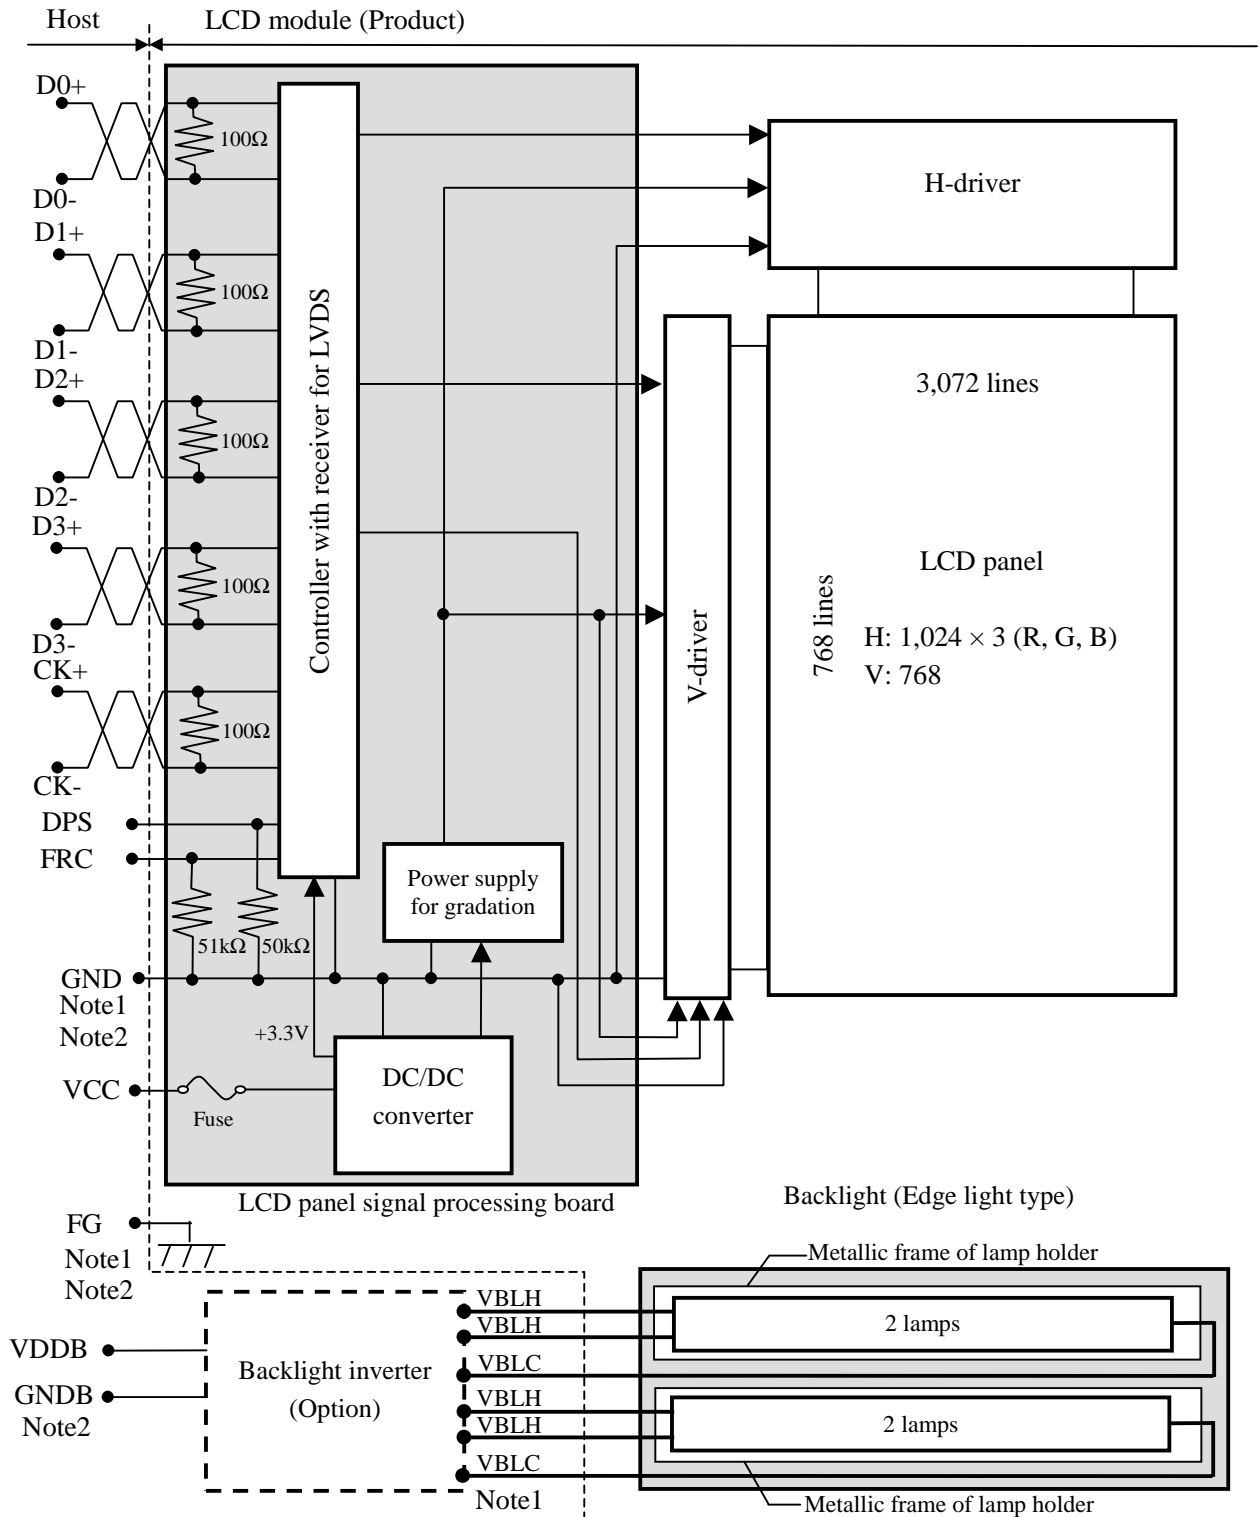 Host
LCD module (Product)
D0+
100Ω
D0-
D1+
100Ω
D1-
D2+
100Ω
D2-
D3+
100Ω
D3-
CK+
100Ω
CK-
DPS
FRC
51kΩ
50kΩ
GND
Note1
Note2
+3.3V
VCC
Fuse
Controller with receiver for LVDS
Power supply
for gradation
DC/DC
converter
LCD panel signal processing board
H-driver
V-driver
3,072 lines
768 lines
LCD panel
H: 1,024 × 3 (R, G, B)
V: 768
FG
Note1
Note2
Backlight (Edge light type)
Metallic frame of lamp holder
VDDB
GNDB
Note2
Backlight inverter
(Option)
VBLH
VBLH
VBLC
VBLH
VBLH
VBLC
Note1
2 lamps
2 lamps
Metallic frame of lamp holder